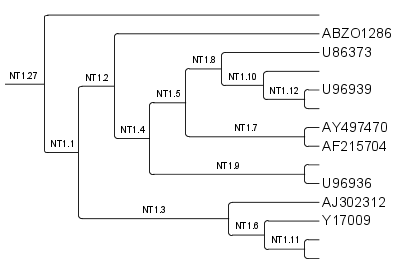 ABZO1286
U86373
NT1.8
NT1.27
NT1.2
NT1.10
U96939
NT1.12
NT1.5
AY497470
NT1.4
NT1.7
NT1.1
AF215704
NT1.9
U96936
AJ302312
NT1.3
Y17009
NT1.6
NT1.11